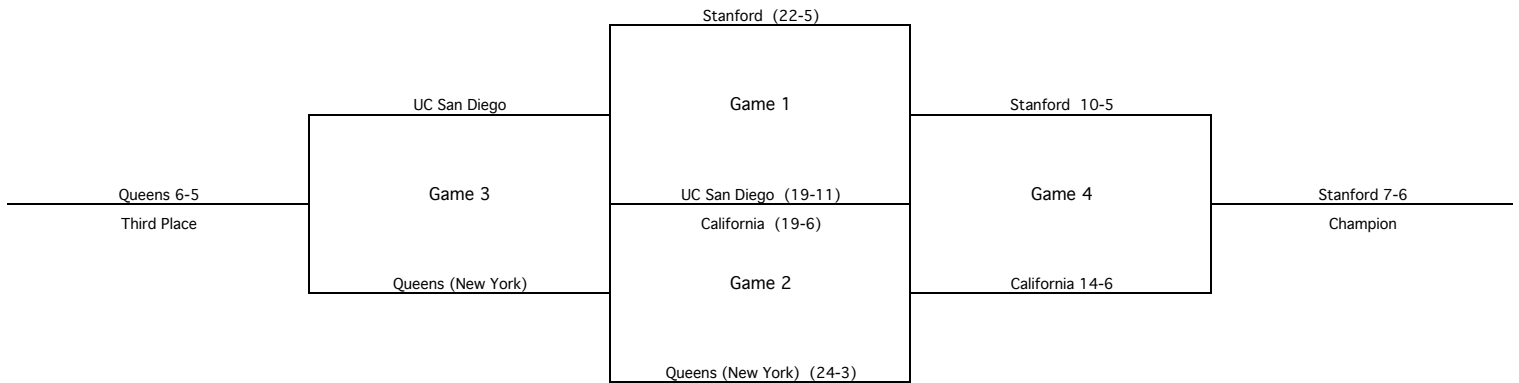 Stanford (22-5)
UC San Diego
Game 1
Stanford 10-5
Queens 6-5
Game 3
UC San Diego (19-11)
Game 4
Stanford 7-6
Third Place
California (19-6)
Champion
Queens (New York)
Game 2
California 14-6
Queens (New York) (24-3)